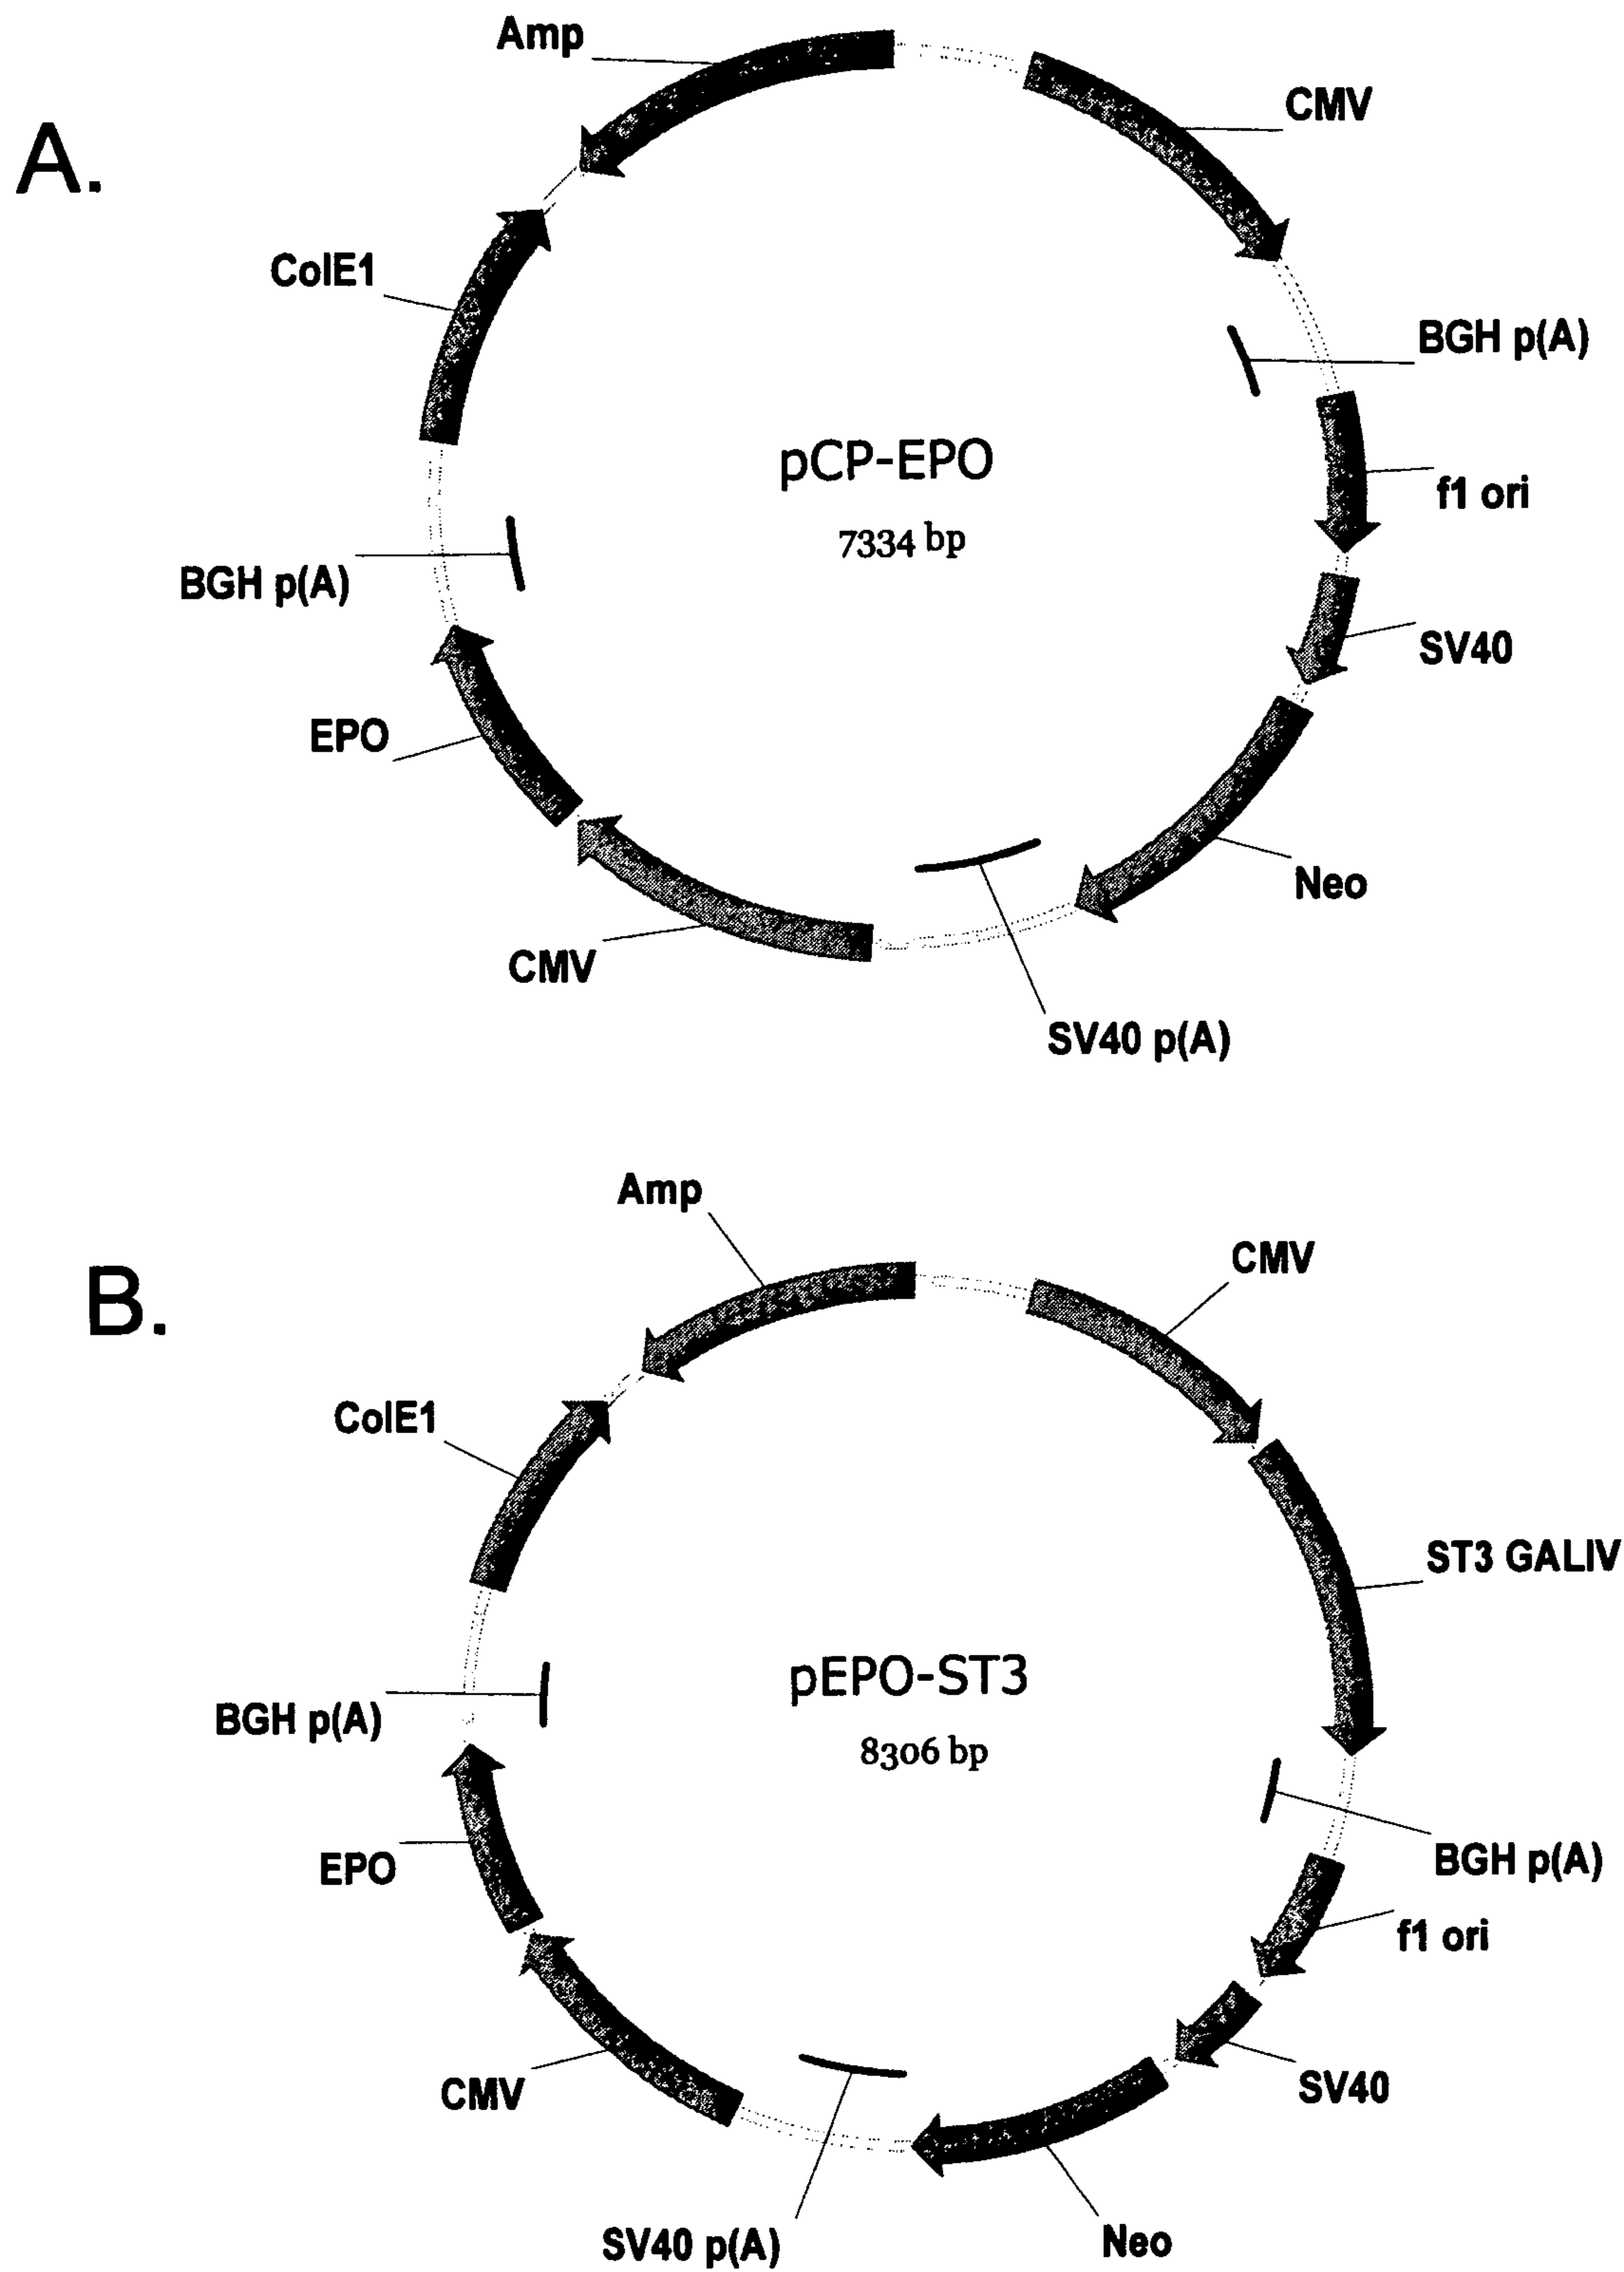 A.
Amp
CMV
ColE1
BGH p(A)
pCP-EPO
7334 bp
f1 ori
BGH p(A)
SV40
EPO
Neo
CMV
SV40 p(A)
B.
Amp
CMV
ColE1
ST3 GALIV
pEPO-ST3
8306 bp
BGH p(A)
BGH p(A)
EPO
f1 ori
SV40
CMV
Neo
SV40 p(A)